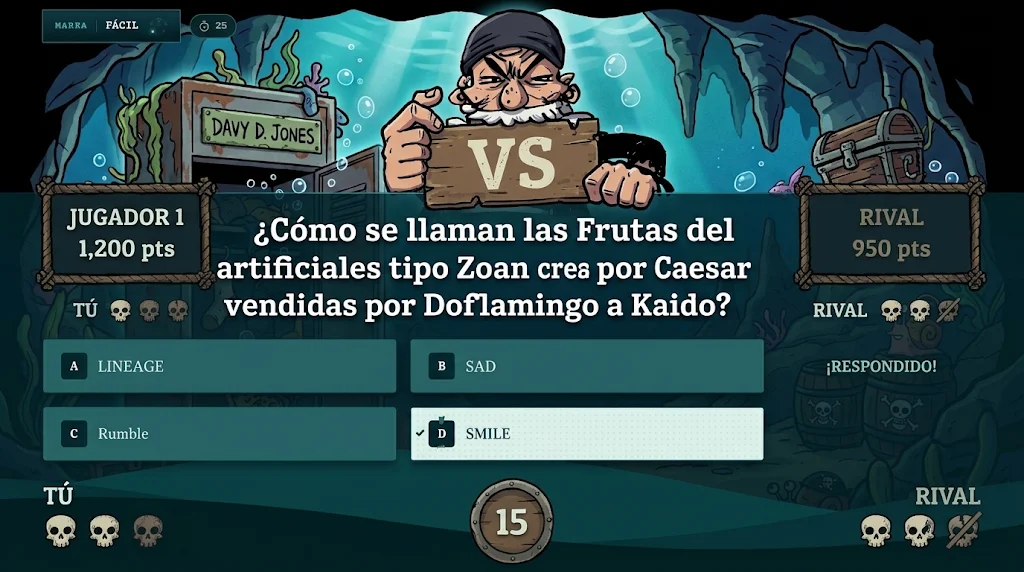 MARKA | FÁCIL
25
DAVY D. JONES
VS
JUGADOR 1
1,200 pts
RIVAL
950 pts
¿Cómo se llaman las Frutas del
artificiales tipo Zoan crea por Caesar
vendidas por Doflamingo a Kaido?
TÚ
RIVAL
A LINEAGE
B SAD
¡RESPONDIDO!
C Rumble
D SMILE
TÚ
15
RIVAL